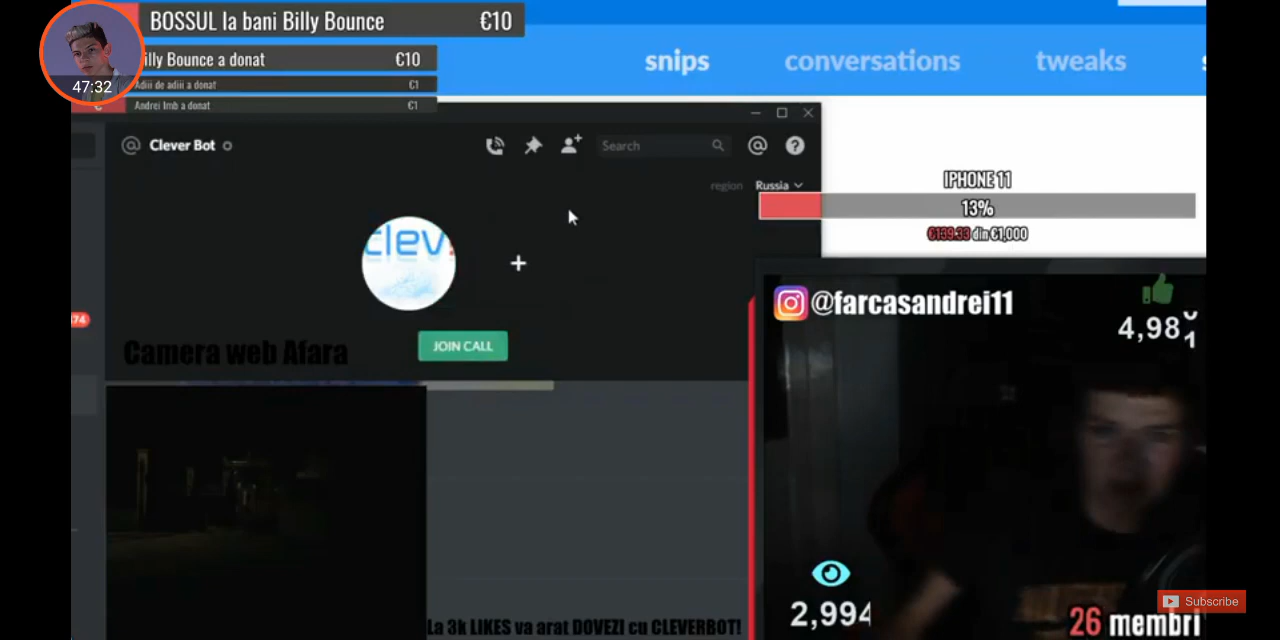 BOSSUL la bani Billy Bounce €10
illy Bounce a donat €10
Adiii de adiii a donat €1
Andrei Imb a donat €1
47:32
snips conversations tweaks
@ Clever Bot
Search
@ ?
region Russia
IPHONE 11
13%
€139.33 din €1,000
clev
+
JOIN CALL
Camera web Afara
74
@farcasandrei11
4,98
2,994
Subscribe
26 membri
La 3k LIKES va arat DOVEZI cu CLEVERBOT!